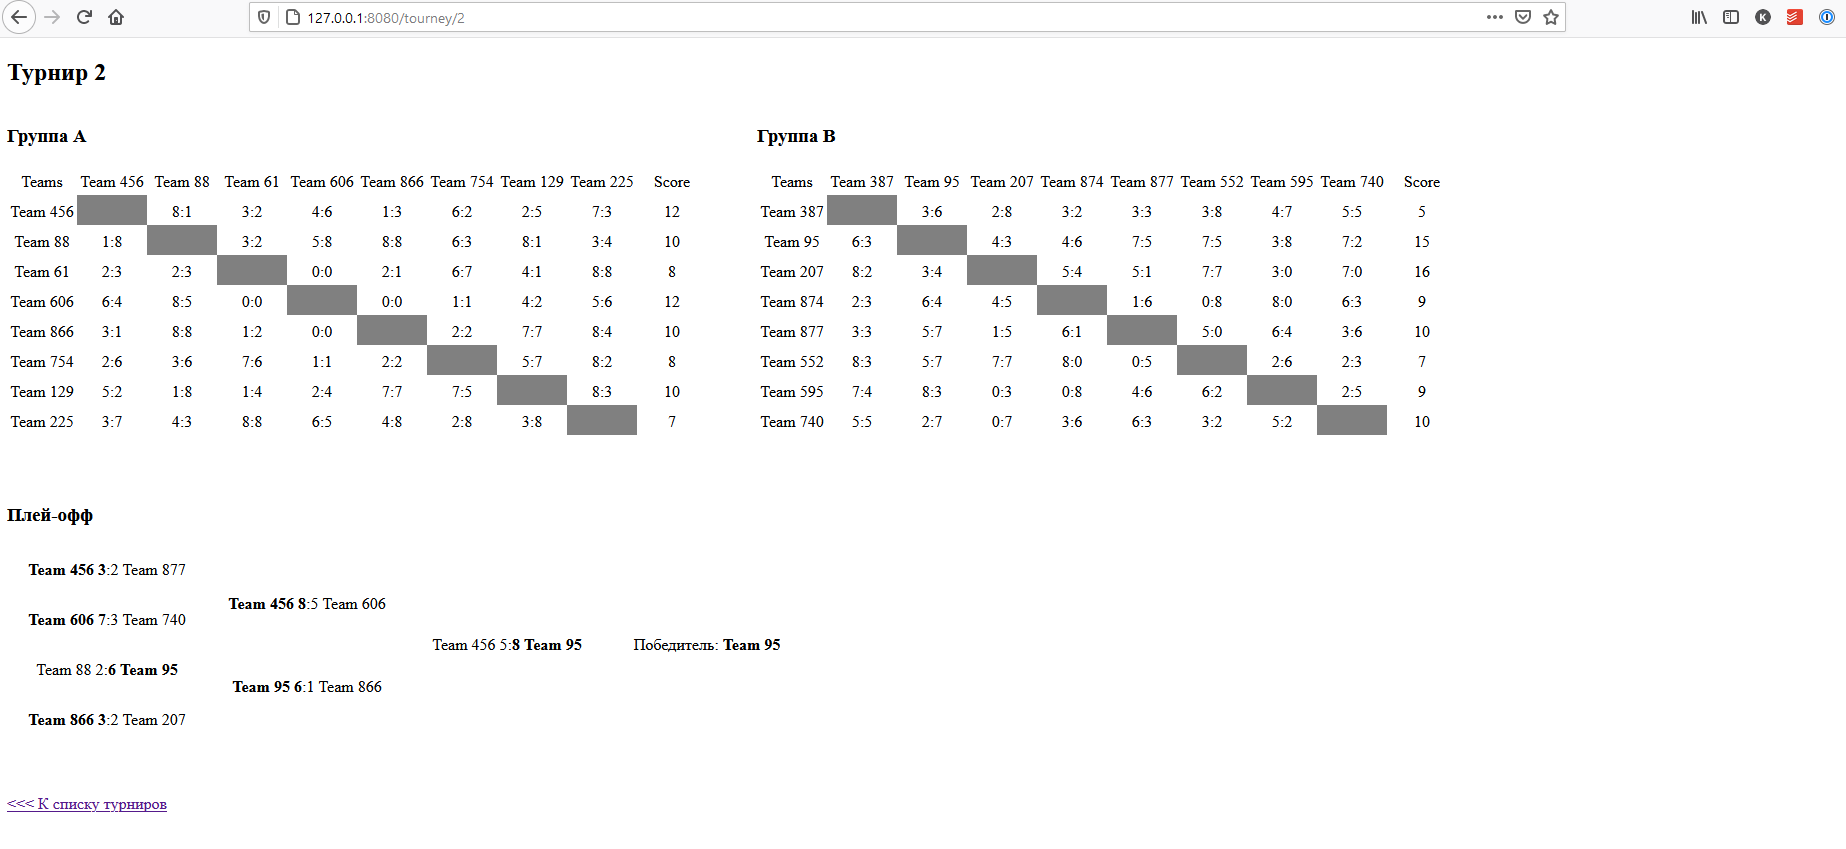 127.0.0.1:8080/tourney/2
Турнир 2
Группа A
Teams Team 456 Team 88 Team 61 Team 606 Team 866 Team 754 Team 129 Team 225 Score
Team 456 8:1 3:2 4:6 1:3 6:2 2:5 7:3 12
Team 88 1:8 3:2 5:8 8:8 6:3 8:1 3:4 10
Team 61 2:3 2:3 0:0 2:1 6:7 4:1 8:8 8
Team 606 6:4 8:5 0:0 0:0 1:1 4:2 5:6 12
Team 866 3:1 8:8 1:2 0:0 2:2 7:7 8:4 10
Team 754 2:6 3:6 7:6 1:1 2:2 5:7 8:2 8
Team 129 5:2 1:8 1:4 2:4 7:7 7:5 8:3 10
Team 225 3:7 4:3 8:8 6:5 4:8 2:8 3:8 7
Группа B
Teams Team 387 Team 95 Team 207 Team 874 Team 877 Team 552 Team 595 Team 740 Score
Team 387 3:6 2:8 3:2 3:3 3:8 4:7 5:5 5
Team 95 6:3 4:3 4:6 7:5 7:5 3:8 7:2 15
Team 207 8:2 3:4 5:4 5:1 7:7 3:0 7:0 16
Team 874 2:3 6:4 4:5 1:6 0:8 8:0 6:3 9
Team 877 3:3 5:7 1:5 6:1 5:0 6:4 3:6 10
Team 552 8:3 5:7 7:7 8:0 0:5 2:6 2:3 7
Team 595 7:4 8:3 0:3 0:8 4:6 6:2 2:5 9
Team 740 5:5 2:7 0:7 3:6 6:3 3:2 5:2 10
Плей-офф
Team 456 3:2 Team 877
Team 606 7:3 Team 740
Team 88 2:6 Team 95
Team 866 3:2 Team 207
Team 456 8:5 Team 606
Team 95 6:1 Team 866
Team 456 5:8 Team 95
Победитель: Team 95
<<< К списку турниров